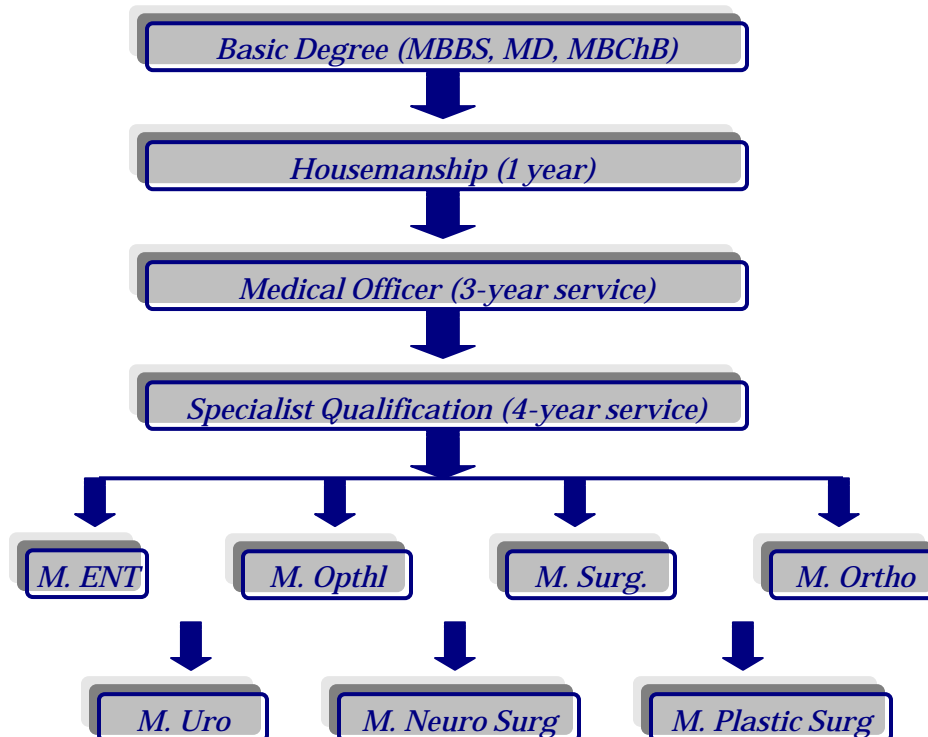 Basic Degree (MBBS, MD, MBChB)
Housemanship (1 year)
Medical Officer (3-year service)
Specialist Qualification (4-year service)
M. ENT
M. Opthl
M. Surg.
M. Ortho
M. Uro
M. Neuro Surg
M. Plastic Surg